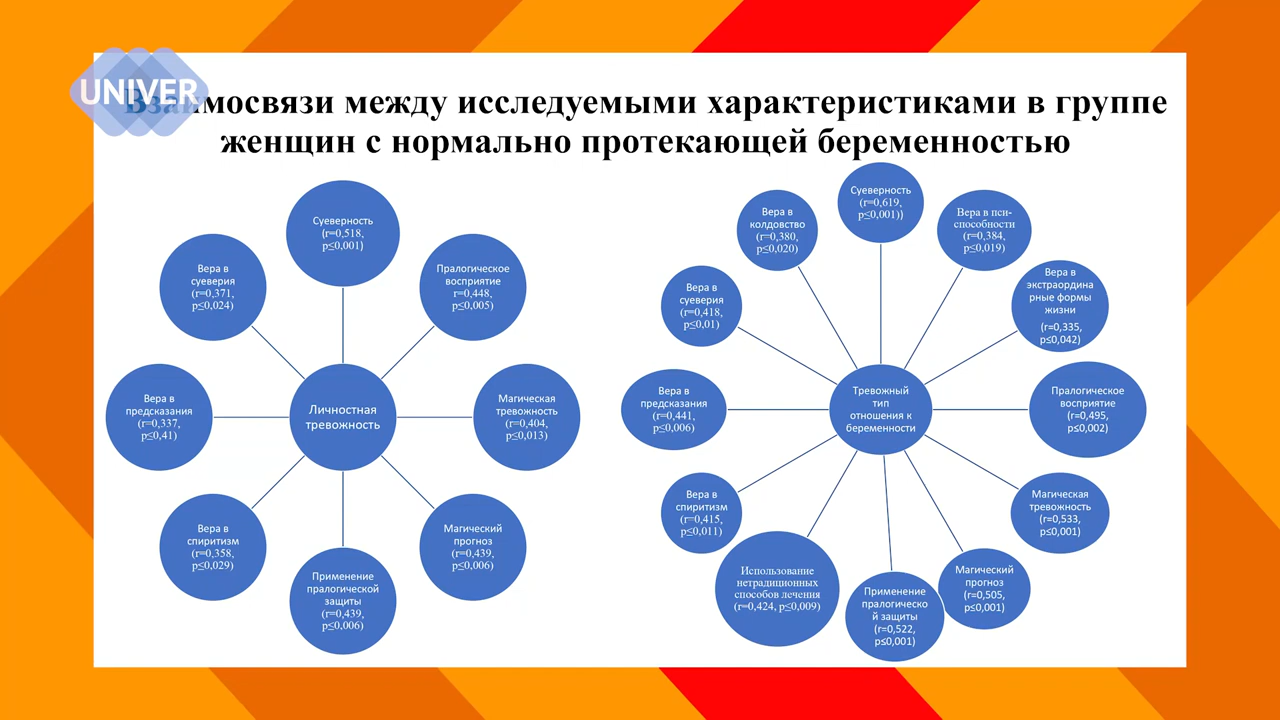 UNIVER
Взаимосвязи между исследуемыми характеристиками в группе
женщин с нормально протекающей беременностью
Суеверность
(r=0,518,
p≤0,001)
Пралогическое
восприятие
r=0,448,
p≤0,005)
Магическая
тревожность
(r=0,404,
p≤0,013)
Магический
прогноз
(r=0,439,
p≤0,006)
Применение
пралогической
защиты
(r=0,439,
p≤0,006)
Вера в
спиритизм
(r=0,358,
p≤0,029)
Вера в
предсказания
(r=0,337,
p≤0,41)
Вера в
суеверия
(r=0,371,
p≤0,024)
Личностная
тревожность
Суеверность
(r=0,619,
p≤0,001))
Вера в пси-
способности
(r=0,384,
p≤0,019)
Вера в
экстраордина
рные формы
жизни
(r=0,335,
p≤0,042)
Пралогическое
восприятие
(r=0,495,
p≤0,002)
Магическая
тревожность
(r=0,533,
p≤0,001)
Магический
прогноз
(r=0,505,
p≤0,001)
Применение
пралогическо
й защиты
(r=0,522,
p≤0,001)
Использование
нетрадиционных
способов лечения
(r=0,424, p≤0,009)
Вера в
спиритизм
(r=0,415,
p≤0,011)
Вера в
предсказания
(r=0,441,
p≤0,006)
Вера в
суеверия
(r=0,418,
p≤0,01)
Вера в
колдовство
(r=0,380,
p≤0,020)
Тревожный
тип
отношения к
беременности